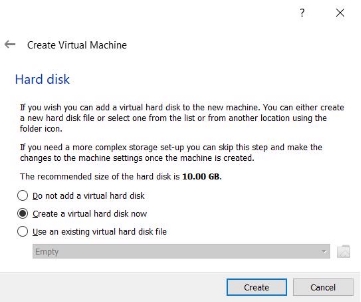 ?
Create Virtual Machine
Hard disk
If you wish you can add a virtual hard disk to the new machine. You can either create
a new hard disk file or select one from the list or from another location using the
folder icon.
If you need a more complex storage set-up you can skip this step and make the
changes to the machine settings once the machine is created.
The recommended size of the hard disk is 10.00 GB.
Do not add a virtual hard disk
Create a virtual hard disk now
Use an existing virtual hard disk file
Empty
Create Cancel